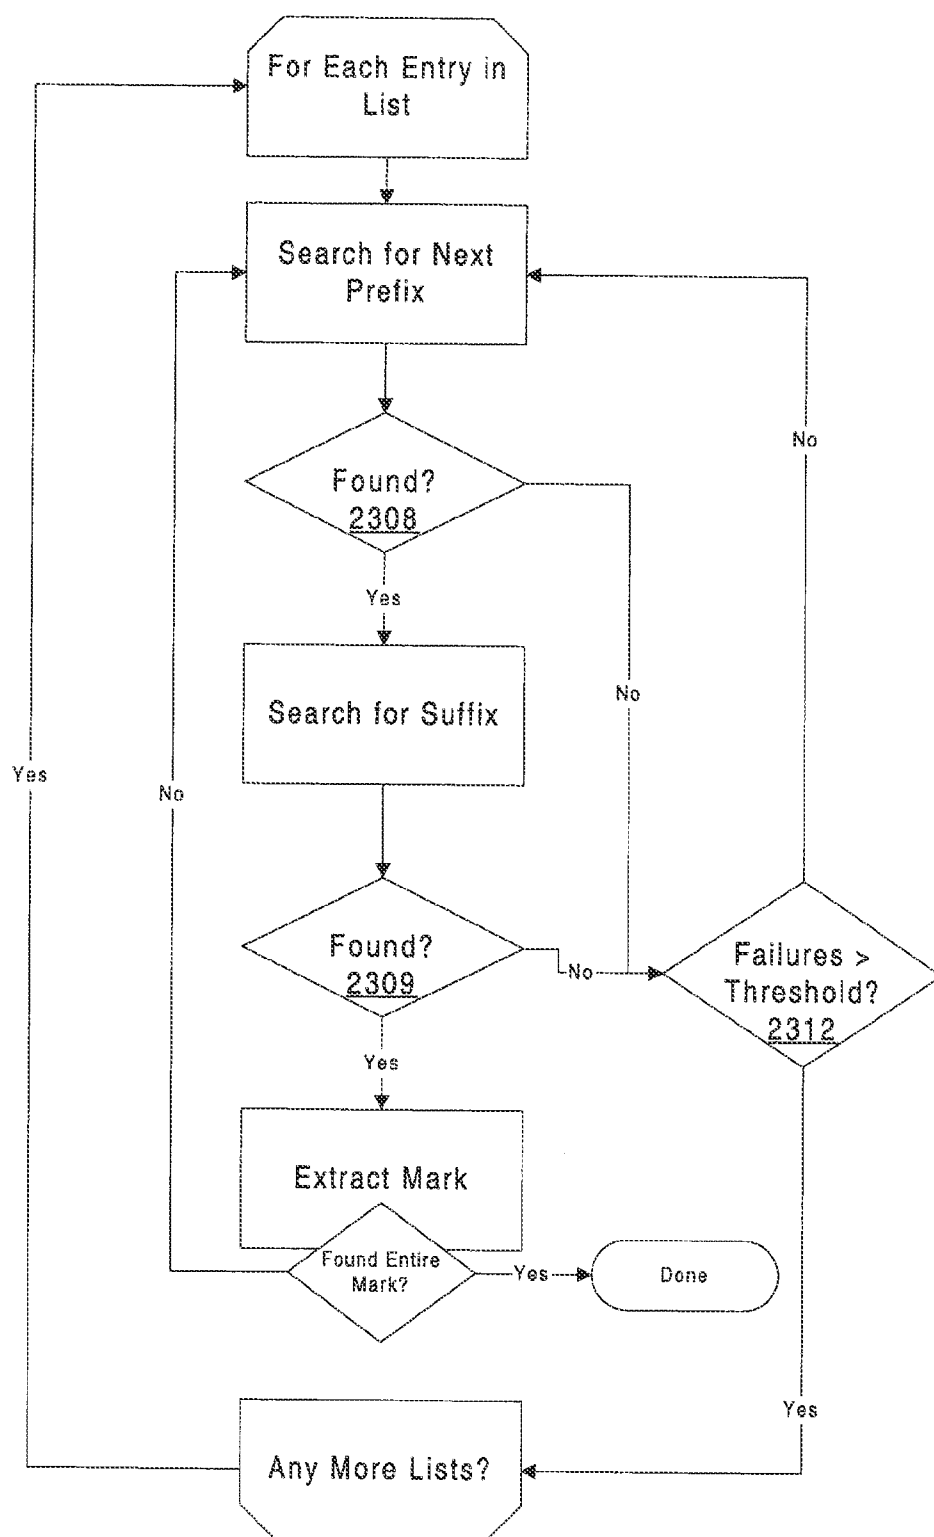 For Each Entry in
List
Search for Next
Prefix
No
Found?
2308
Yes
Search for Suffix
No
Yes
No
Found?
2309
No
Failures >
Threshold?
2312
Yes
Extract Mark
Found Entire
Mark?
Yes
Done
Yes
Any More Lists?